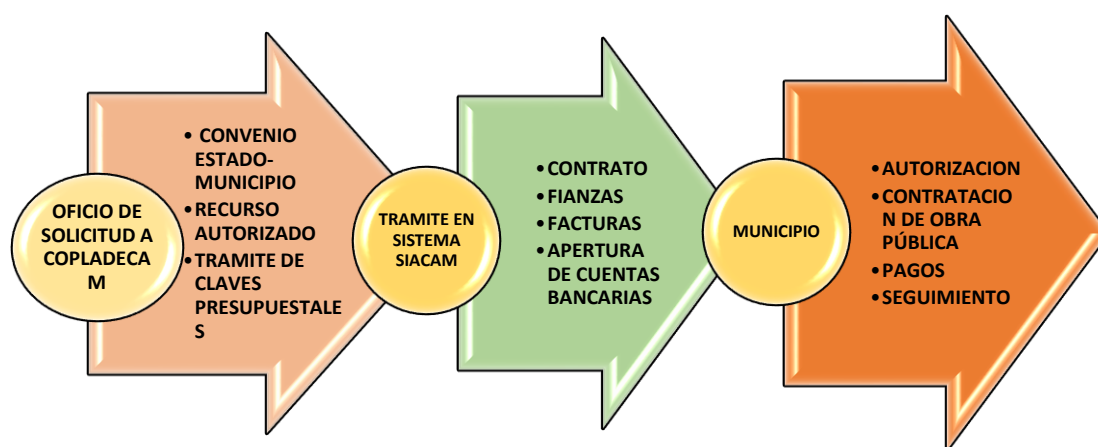 OFICIO DE
SOLICITUD A
COPLADECA
M
• CONVENIO
ESTADO-
MUNICIPIO
• RECURSO
AUTORIZADO
• TRAMITE DE
CLAVES
PRESUPUESTALE
S
TRAMITE EN
SISTEMA
SIACAM
• CONTRATO
• FIANZAS
• FACTURAS
• APERTURA
DE CUENTAS
BANCARIAS
MUNICIPIO
• AUTORIZACION
• CONTRATACIO
N DE OBRA
PÚBLICA
• PAGOS
• SEGUIMIENTO